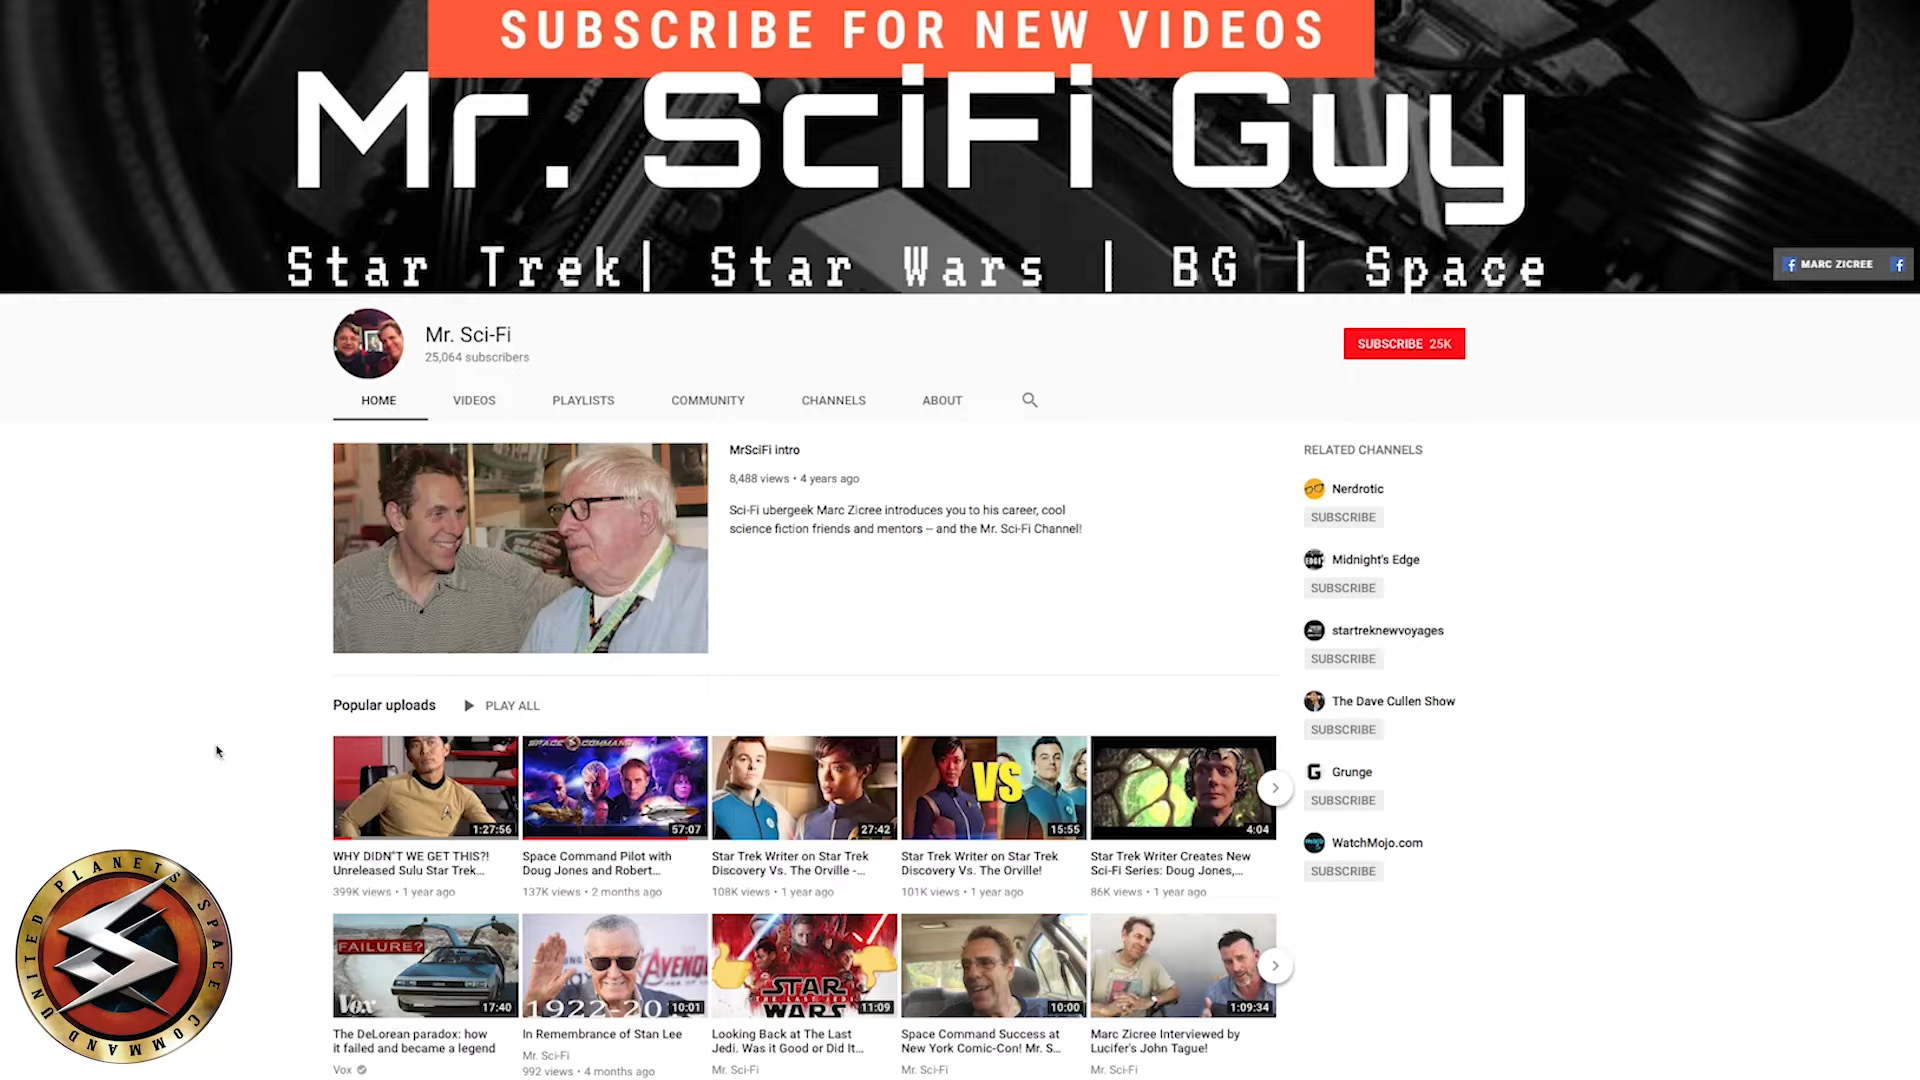 SUBSCRIBE FOR NEW VIDEOS
Mr. SciFi Guy
Star Trek| Star Wars | BG | Space
MARC ZICREE
Mr. Sci-Fi
25,064 subscribers
SUBSCRIBE 25K
HOME VIDEOS PLAYLISTS COMMUNITY CHANNELS ABOUT
MrSciFi intro
8,488 views • 4 years ago
Sci-Fi ubergeek Marc Zicree introduces you to his career, cool
science fiction friends and mentors -- and the Mr. Sci-Fi Channel!
RELATED CHANNELS
Nerdrotic
SUBSCRIBE
Midnight's Edge
SUBSCRIBE
startreknewvoyages
SUBSCRIBE
The Dave Cullen Show
SUBSCRIBE
Grunge
SUBSCRIBE
WatchMojo.com
SUBSCRIBE
Popular uploads PLAY ALL
1:27:56
WHY DIDN"T WE GET THIS?!
Unreleased Sulu Star Trek...
399K views • 1 year ago
SPACE COMMAND
57:07
Space Command Pilot with
Doug Jones and Robert...
137K views • 2 months ago
27:42
Star Trek Writer on Star Trek
Discovery Vs. The Orville -...
108K views • 1 year ago
VS
15:55
Star Trek Writer on Star Trek
Discovery Vs. The Orville!
101K views • 1 year ago
4:04
Star Trek Writer Creates New
Sci-Fi Series: Doug Jones,...
86K views • 1 year ago
FAILURE?
Vox
17:40
The DeLorean paradox: how
it failed and became a legend
Vox
AVENG
1922-20
10:01
In Remembrance of Stan Lee
Mr. Sci-Fi
992 views • 4 months ago
STAR
THE LAST JEDI
WARS
11:09
Looking Back at The Last
Jedi. Was it Good or Did It...
Mr. Sci-Fi
10:00
Space Command Success at
New York Comic-Con! Mr. S...
Mr. Sci-Fi
1:09:34
Marc Zicree Interviewed by
Lucifer's John Tague!
Mr. Sci-Fi
UNITED PLANETS SPACE COMMAND